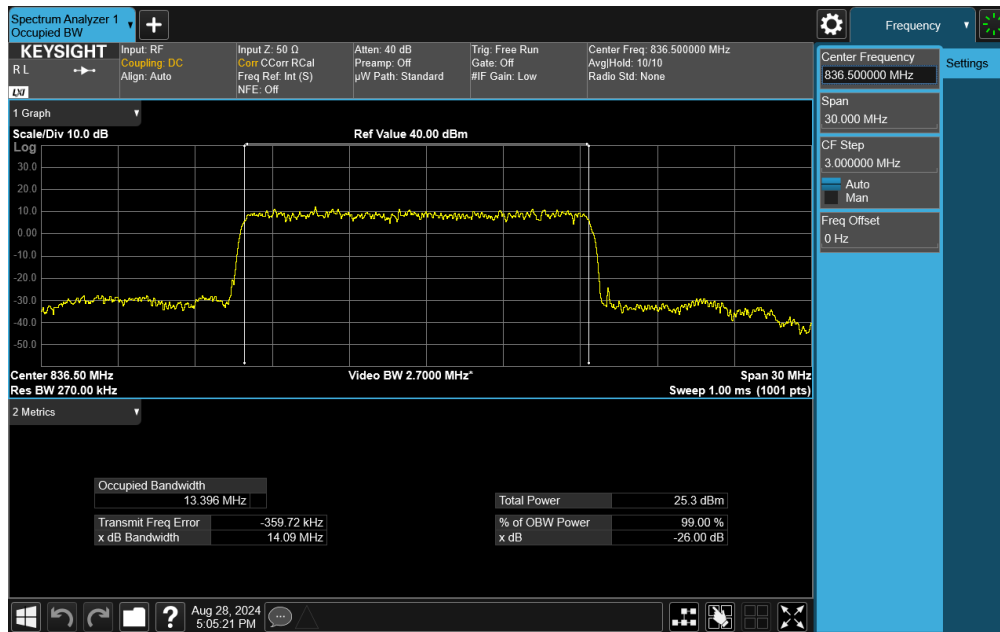 Spectrum Analyzer 1
Occupied BW
Frequency
KEYSIGHT
R L
LXI
Input: RF
Coupling: DC
Align: Auto
Input Z: 50 Ω
Corr CCorr RCal
Freq Ref: Int (S)
NFE: Off
Atten: 40 dB
Preamp: Off
µW Path: Standard
Trig: Free Run
Gate: Off
#IF Gain: Low
Center Freq: 836.500000 MHz
Avg|Hold: 10/10
Radio Std: None
Center Frequency
836.500000 MHz
Settings
Span
30.000 MHz
CF Step
3.000000 MHz
Auto
Man
Freq Offset
0 Hz
1 Graph
Scale/Div 10.0 dB
Ref Value 40.00 dBm
Log
30.0
20.0
10.0
0.00
-10.0
-20.0
-30.0
-40.0
-50.0
Center 836.50 MHz
Video BW 2.7000 MHz*
Span 30 MHz
Res BW 270.00 kHz
Sweep 1.00 ms (1001 pts)
2 Metrics
Occupied Bandwidth
13.396 MHz
Transmit Freq Error -359.72 kHz
x dB Bandwidth 14.09 MHz
Total Power 25.3 dBm
% of OBW Power 99.00 %
x dB -26.00 dB
Aug 28, 2024
5:05:21 PM